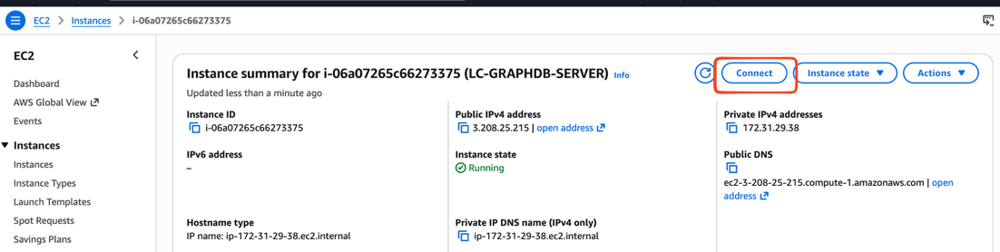 EC2 > Instances > i-06a07265c66273375
EC2
Dashboard
AWS Global View
Events
Instances
Instances
Instance Types
Launch Templates
Spot Requests
Savings Plans
Instance summary for i-06a07265c66273375 (LC-GRAPHDB-SERVER) Info
Connect
Instance state
Actions
Updated less than a minute ago
Instance ID
i-06a07265c66273375
Public IPv4 address
3.208.25.215 | open address
Private IPv4 addresses
172.31.29.38
IPv6 address
–
Instance state
Running
Public DNS
ec2-3-208-25-215.compute-1.amazonaws.com | open
address
Hostname type
IP name: ip-172-31-29-38.ec2.internal
Private IP DNS name (IPv4 only)
ip-172-31-29-38.ec2.internal